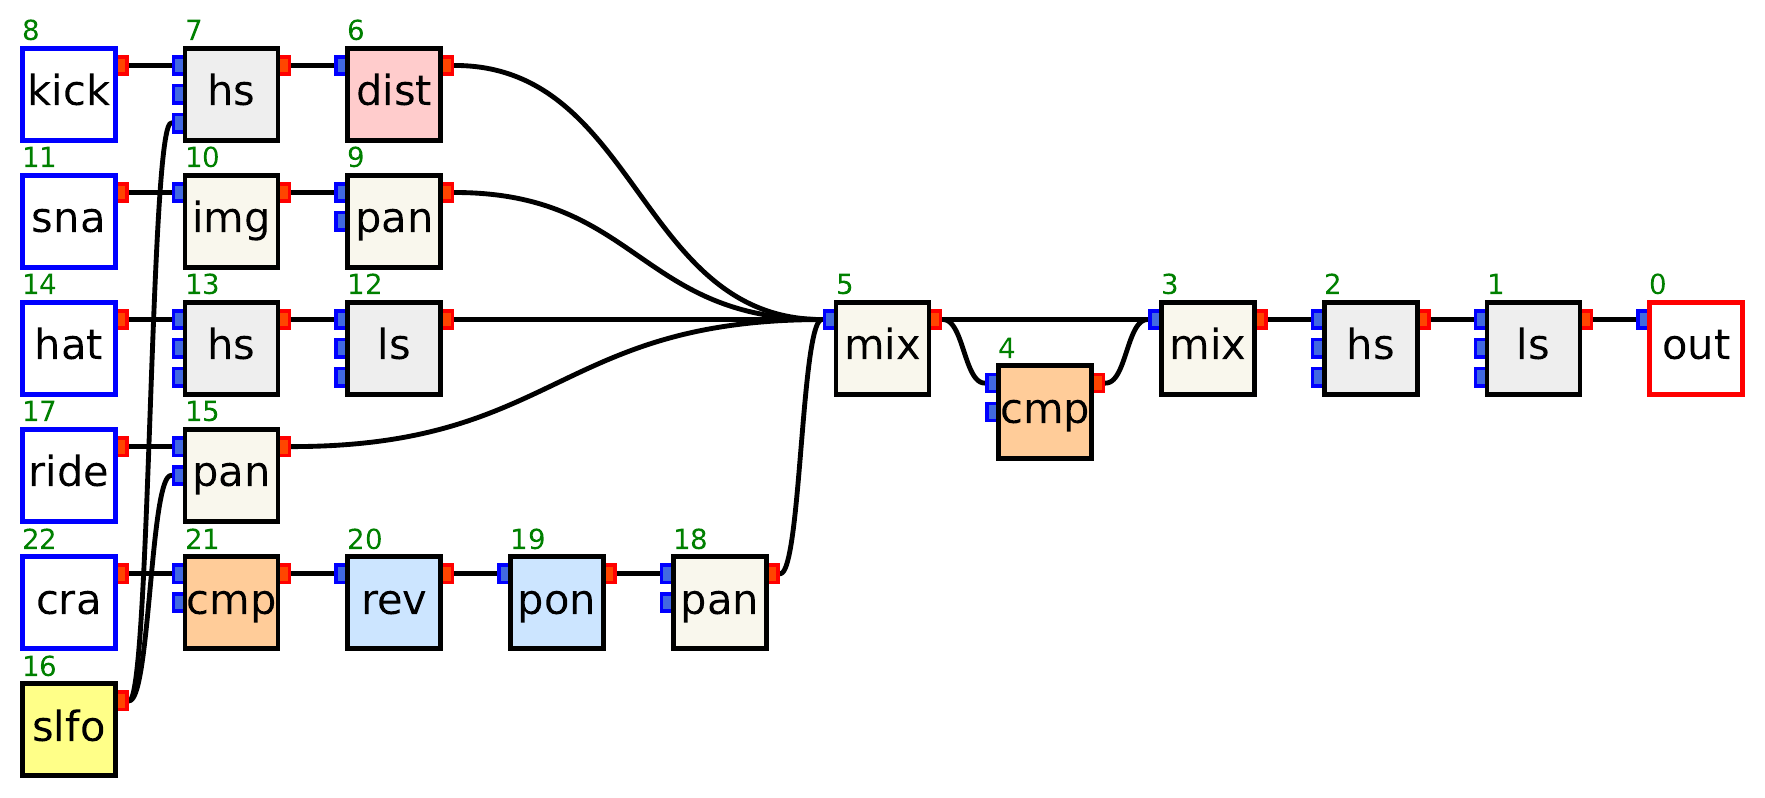 8 7 6
kick hs dist
11 10 9
sna img pan
14 13 12 5 3 2 1 0
hat hs ls mix mix hs ls out
4
cmp
17 15
ride pan
22 21 20 19 18
cra cmp rev pon pan
16
slfo